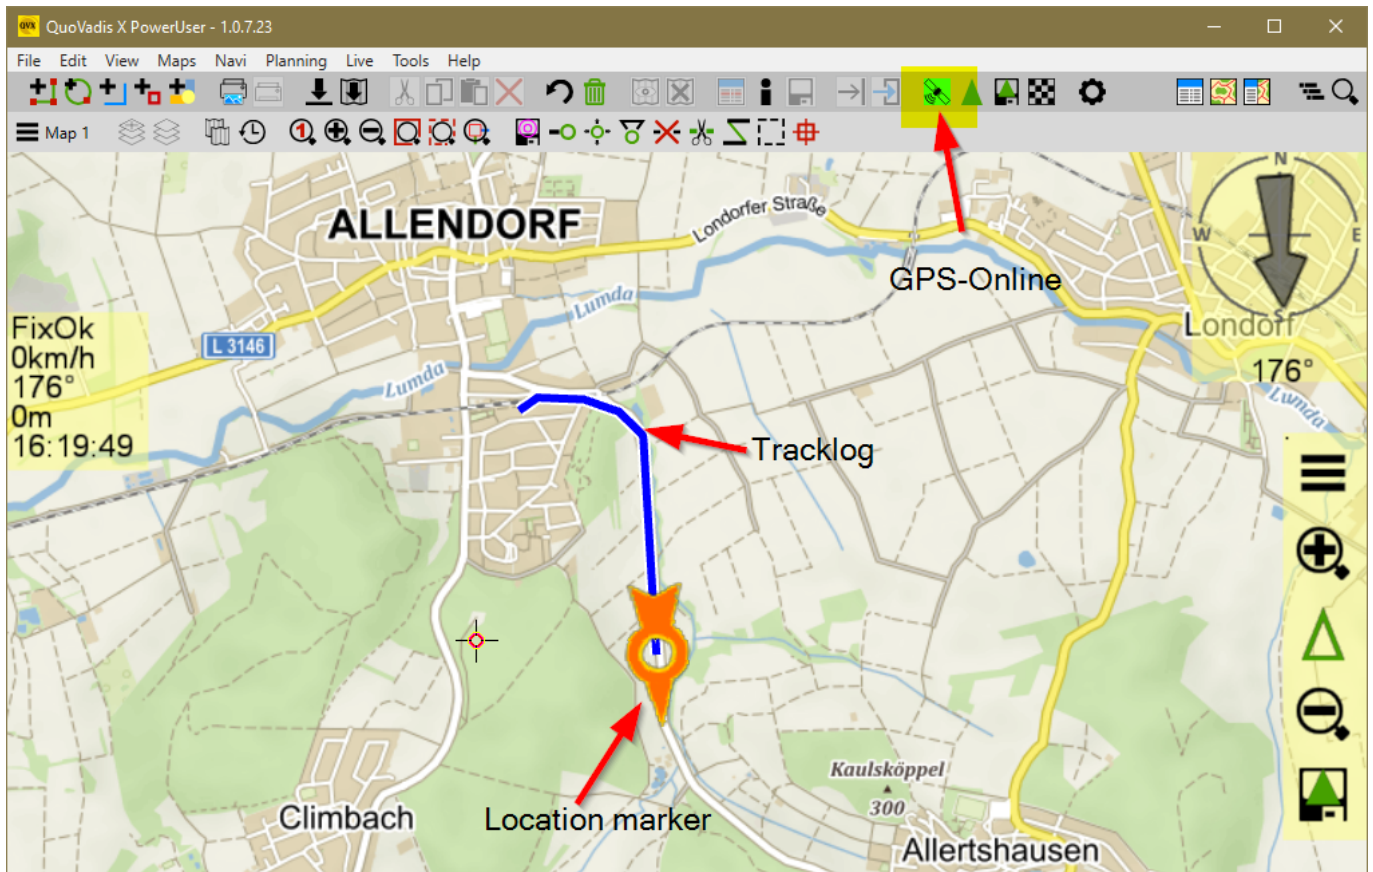 QVX QuoVadis X PowerUser - 1.0.7.23
File Edit View Maps Navi Planning Live Tools Help
Map 1
1
N
W
E
S
ALLENDORF
Londorfer Straße
GPS-Online
Lumda
Londorf
FixOk
0km/h
176°
0m
16:19:49
L 3146
176°
Lumda
Lumda
Tracklog
Kaulsköppel
300
Climbach
Location marker
Allertshausen